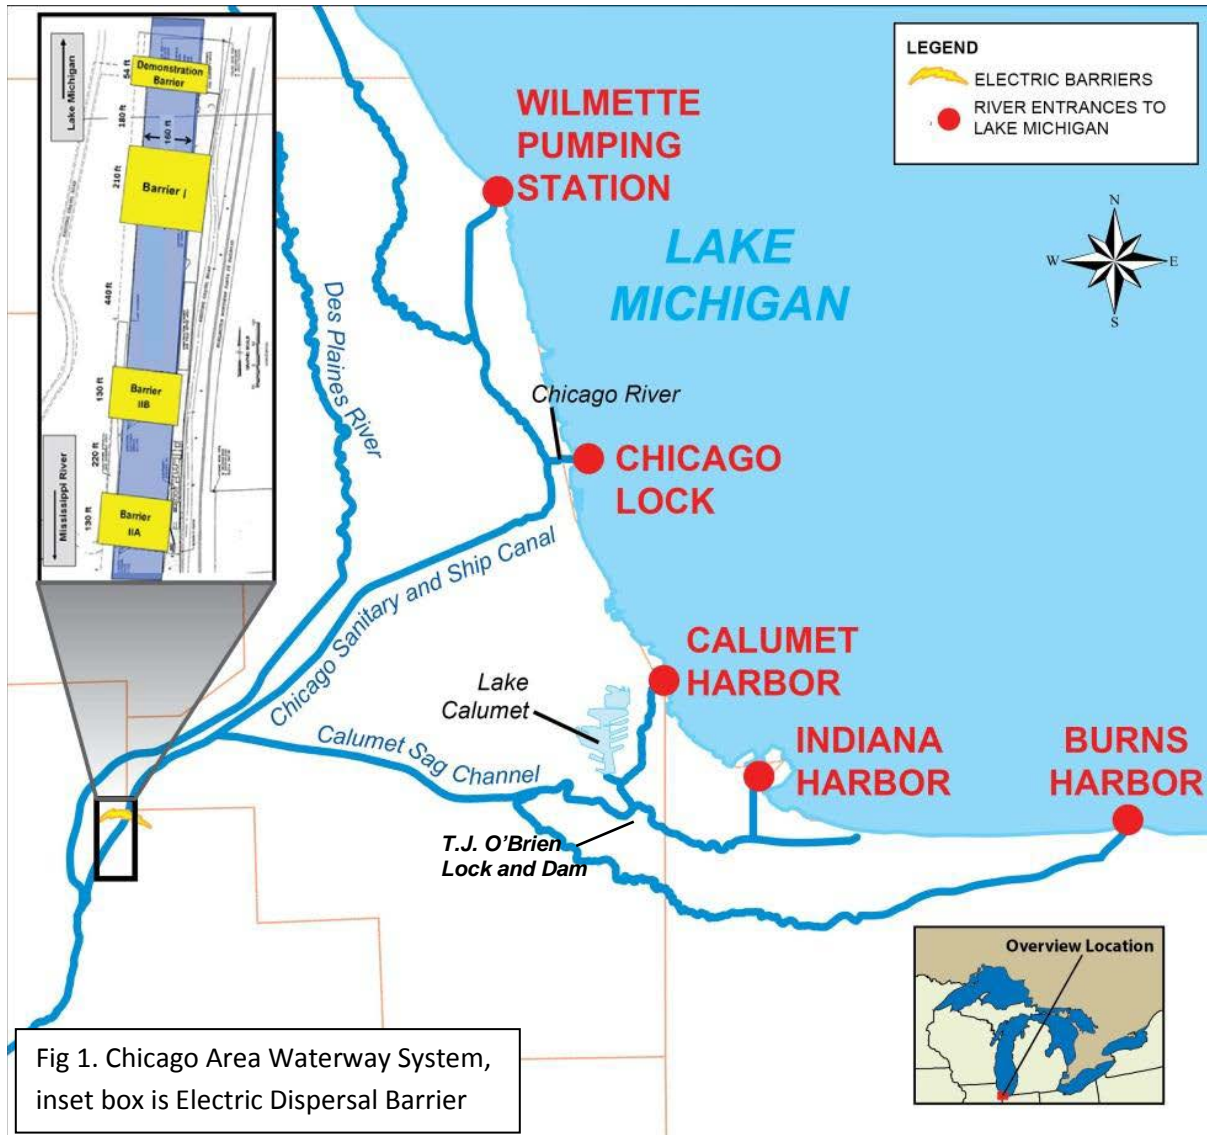 Lake Michigan
54 ft
Demonstration
Barrier
180 ft
160 ft
210 ft
Barrier I
440 ft
130 ft
Barrier
IIB
220 ft
Mississippi River
130 ft
Barrier
IIA
LEGEND
ELECTRIC BARRIERS
RIVER ENTRANCES TO
LAKE MICHIGAN
N
W
E
S
WILMETTE
PUMPING
STATION
LAKE
MICHIGAN
Des Plaines River
Chicago River
CHICAGO
LOCK
Chicago Sanitary and Ship Canal
CALUMET
HARBOR
Lake
Calumet
Calumet Sag Channel
INDIANA
HARBOR
BURNS
HARBOR
T.J. O'Brien
Lock and Dam
Overview Location
Fig 1. Chicago Area Waterway System,
inset box is Electric Dispersal Barrier